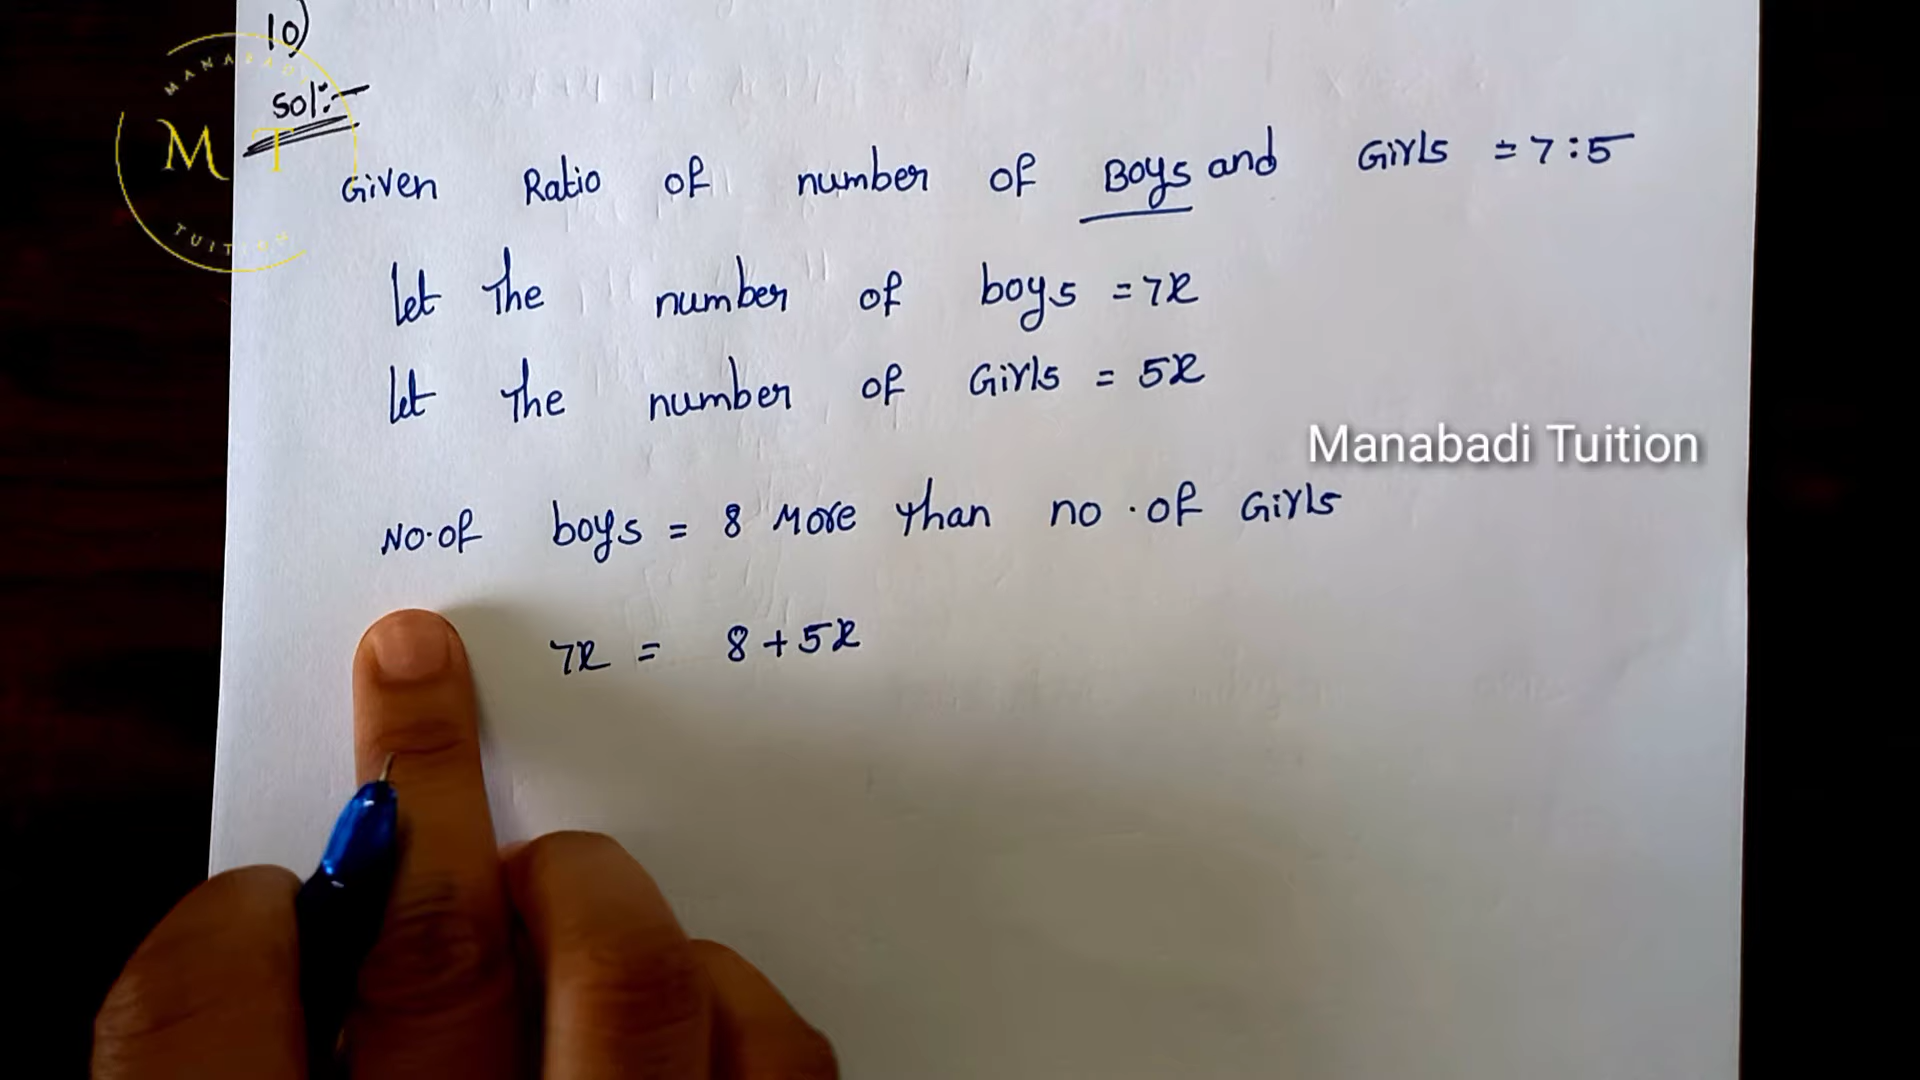 10)
Sol:-
MANABADI
M T
TUITION
Given Ratio of number of Boys and Girls = 7:5
let the number of boys = 7x
let the number of Girls = 5x
Manabadi Tuition
No.of boys = 8 More than no.of Girls
7x = 8+5x